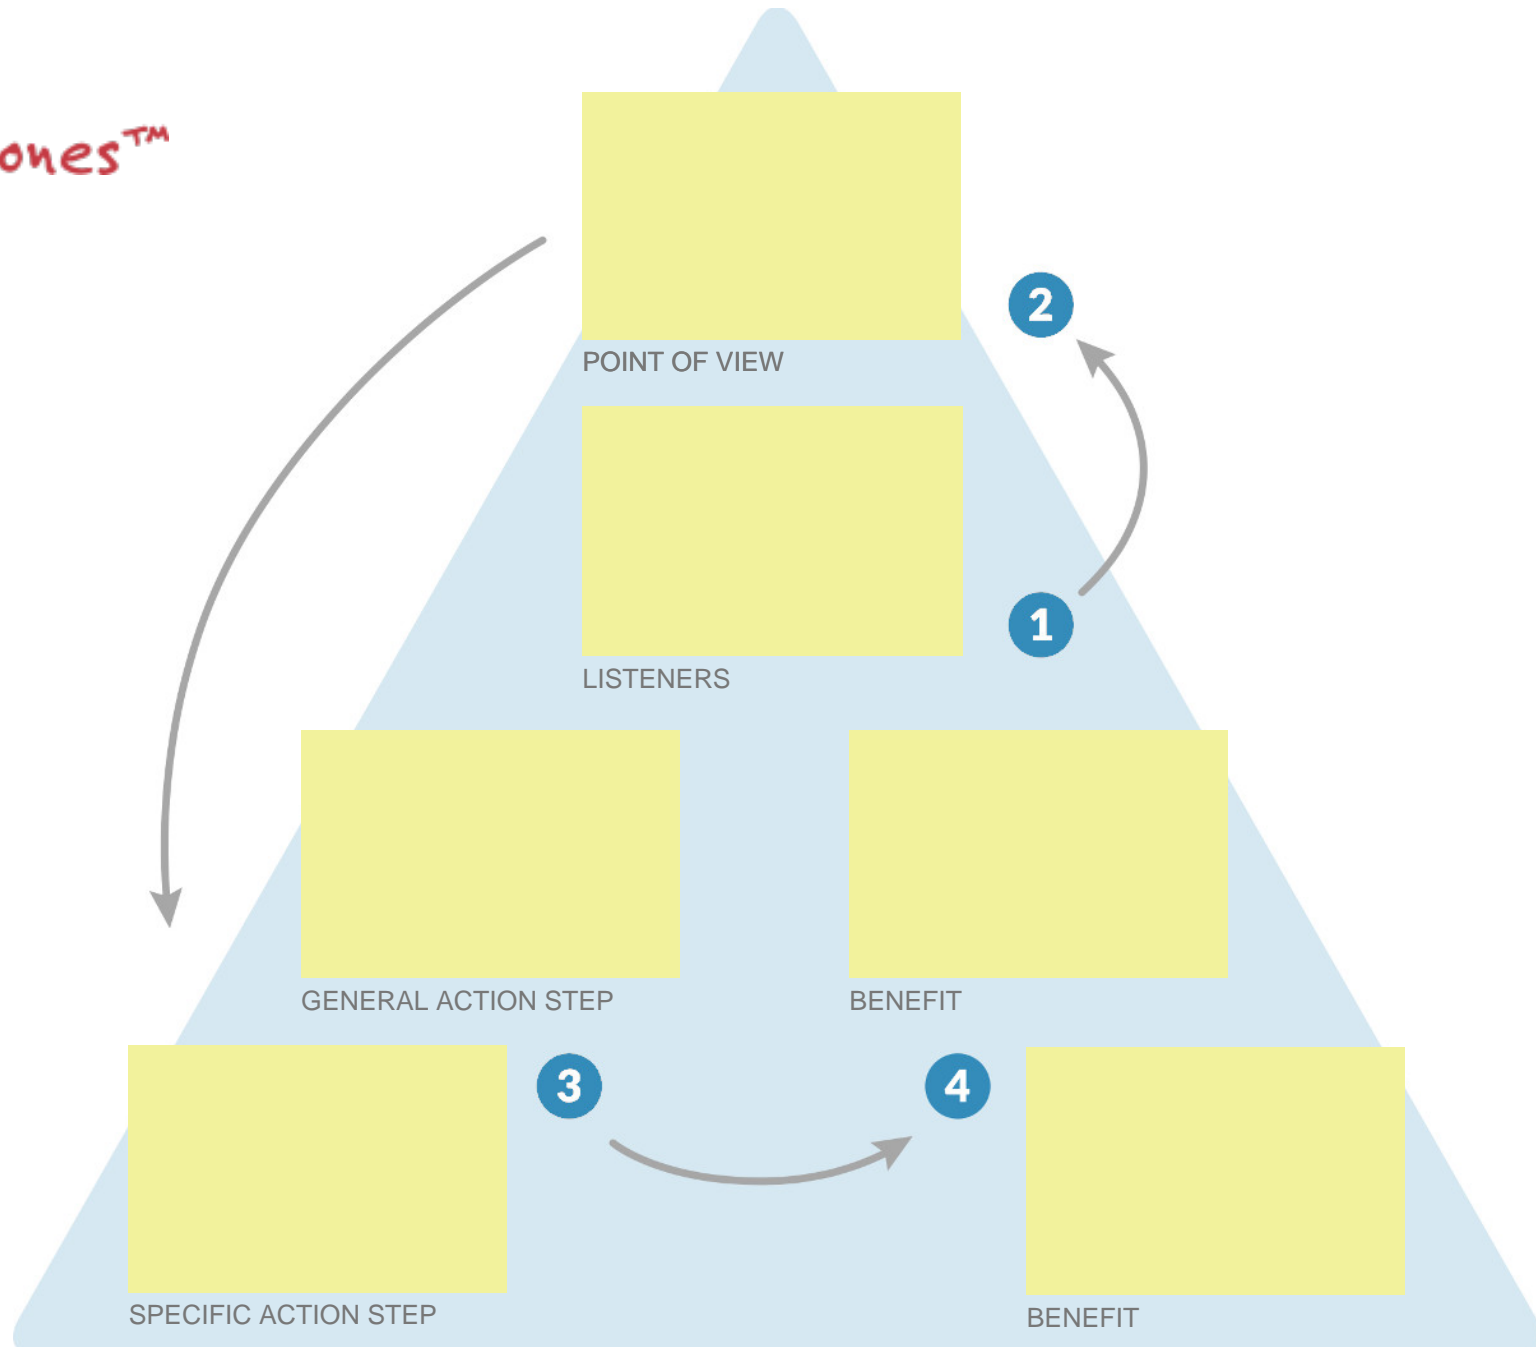 ones™
POINT OF VIEW
2
LISTENERS
1
GENERAL ACTION STEP
BENEFIT
3
4
SPECIFIC ACTION STEP
BENEFIT